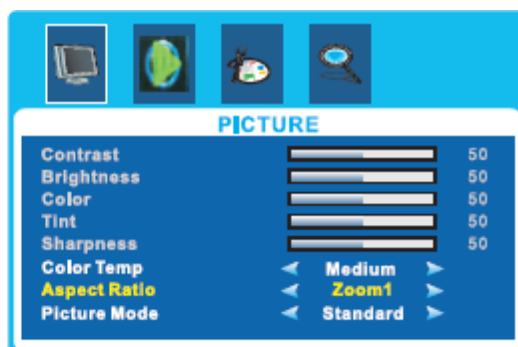 PICTURE
Contrast 50
Brightness 50
Color 50
Tint 50
Sharpness 50
Color Temp Medium
Aspect Ratio Zoom1
Picture Mode Standard